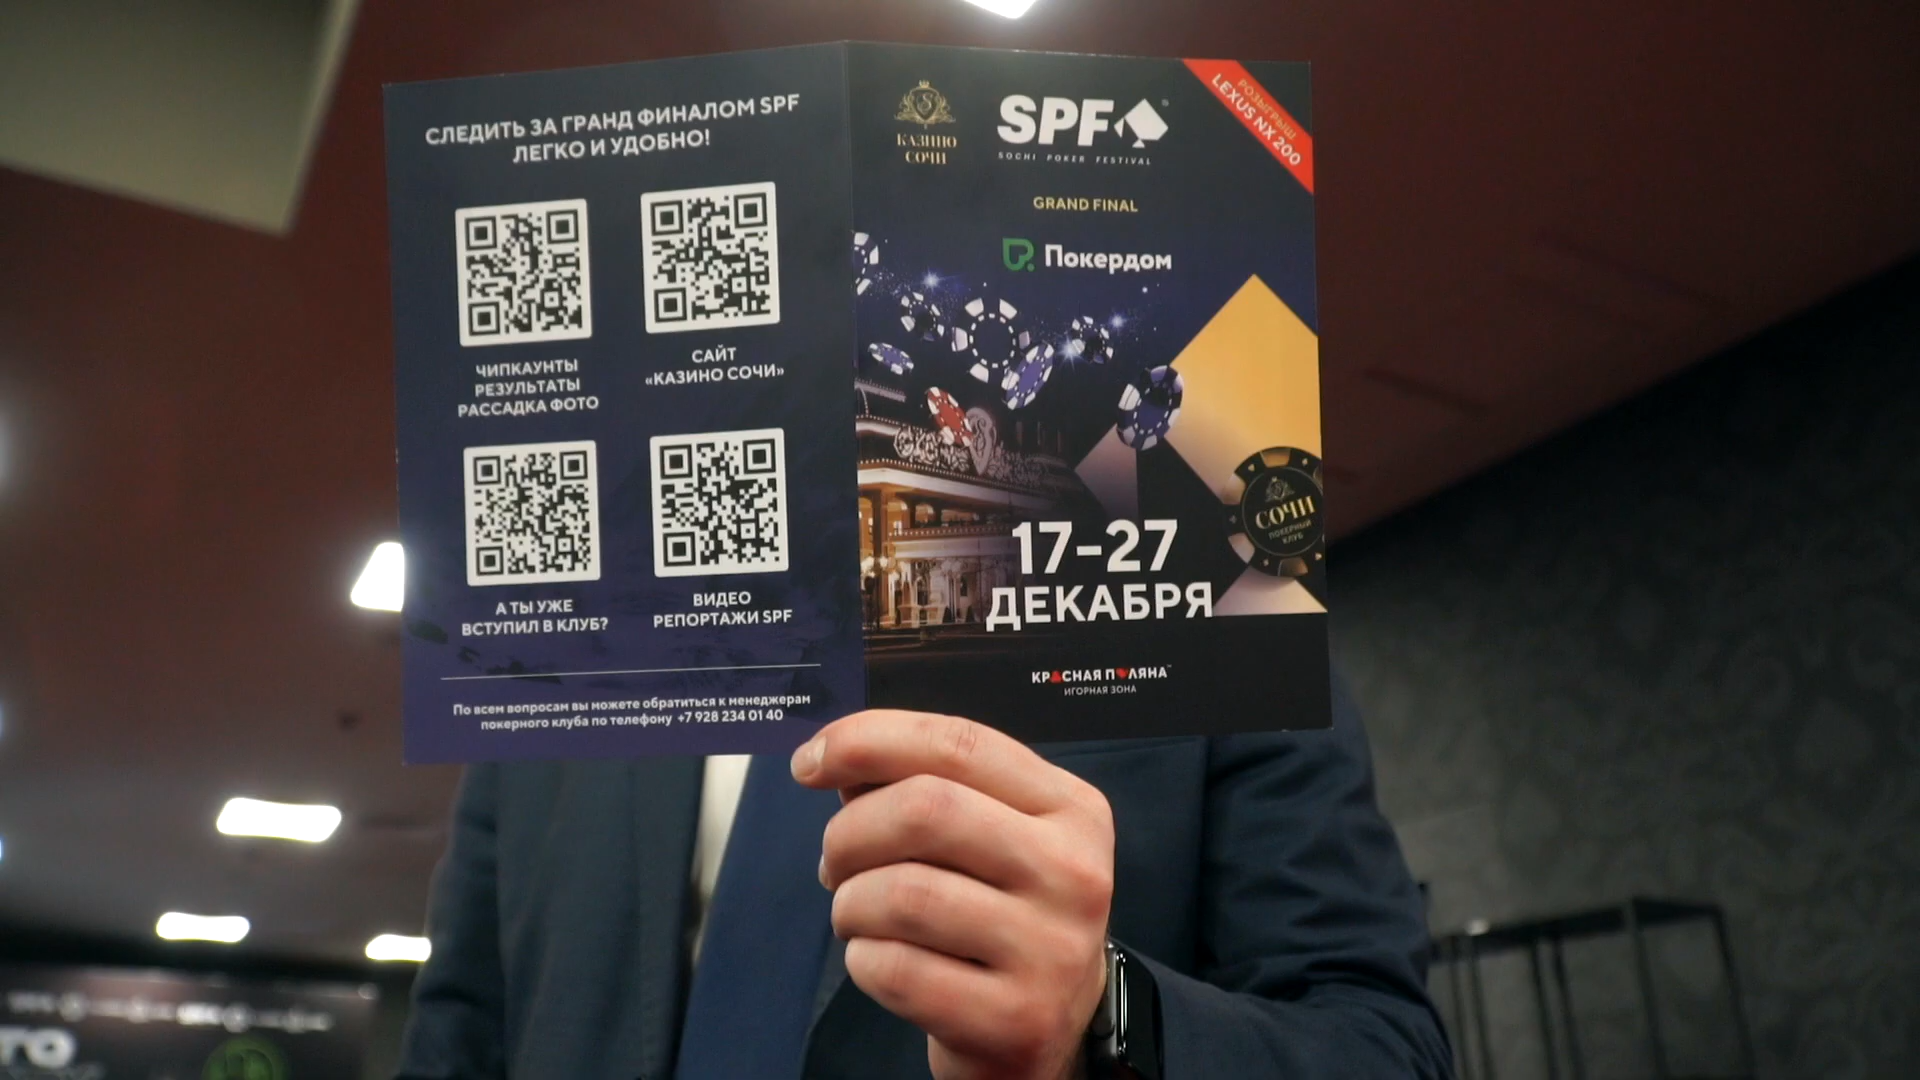 СЛЕДИТЬ ЗА ГРАНД ФИНАЛОМ SPF
ЛЕГКО И УДОБНО!
ЧИПКАУНТЫ
РЕЗУЛЬТАТЫ
РАССАДКА ФОТО
САЙТ
«КАЗИНО СОЧИ»
А ТЫ УЖЕ
ВСТУПИЛ В КЛУБ?
ВИДЕО
РЕПОРТАЖИ SPF
По всем вопросам вы можете обратиться к менеджерам
покерного клуба по телефону +7 928 234 01 40
КАЗИНО
СОЧИ
SPF
SOCHI POKER FESTIVAL
РОЗЫГРЫШ
LEXUS NX 200
GRAND FINAL
Покердом
СОЧИ
ПОКЕРНЫЙ
КЛУБ
17-27
ДЕКАБРЯ
КРАСНАЯ ПОЛЯНА
ИГОРНАЯ ЗОНА